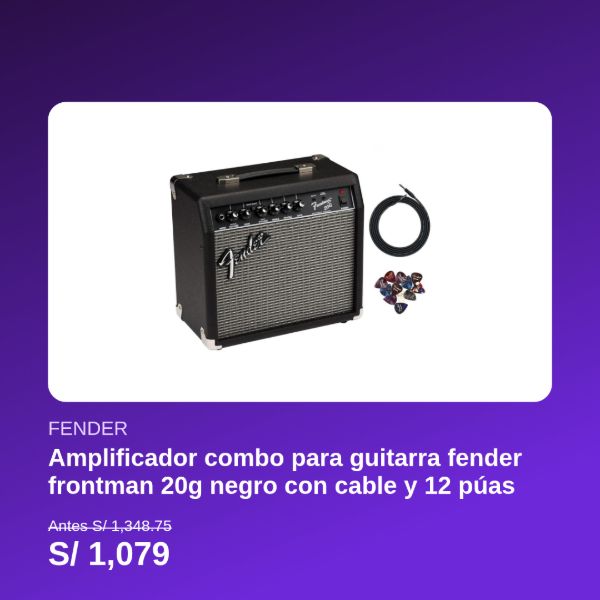 Fender
FENDER
Amplificador combo para guitarra fender
frontman 20g negro con cable y 12 púas
Antes S/ 1,348.75
S/ 1,079